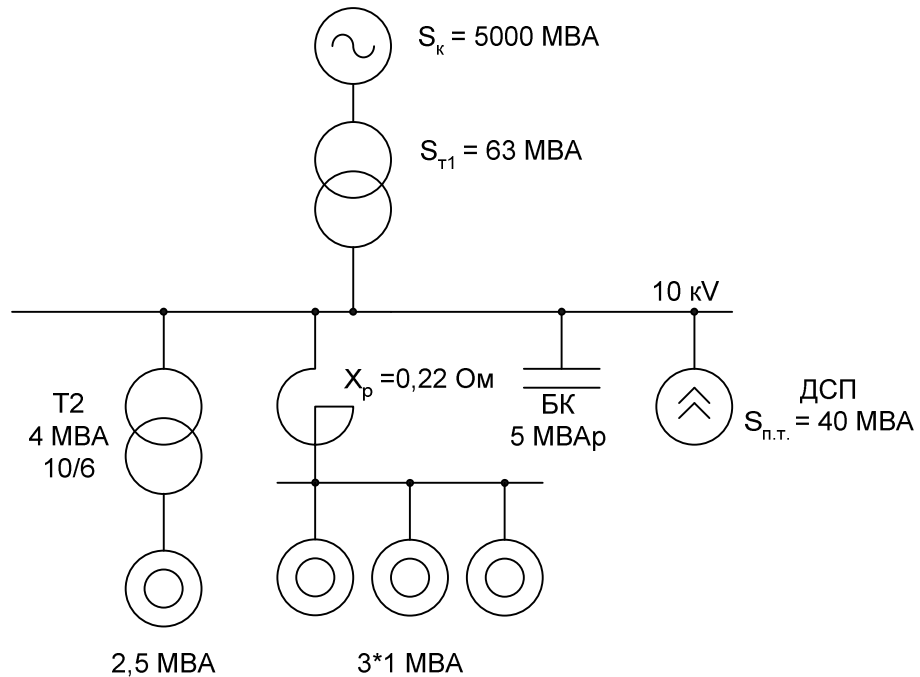 Sк = 5000 МВА
Sт1 = 63 МВА
10 кV
Т2
4 МВА
10/6
Xр =0,22 Ом
БК
5 МВАр
ДСП
Sп.т. = 40 МВА
2,5 МВА
3*1 МВА